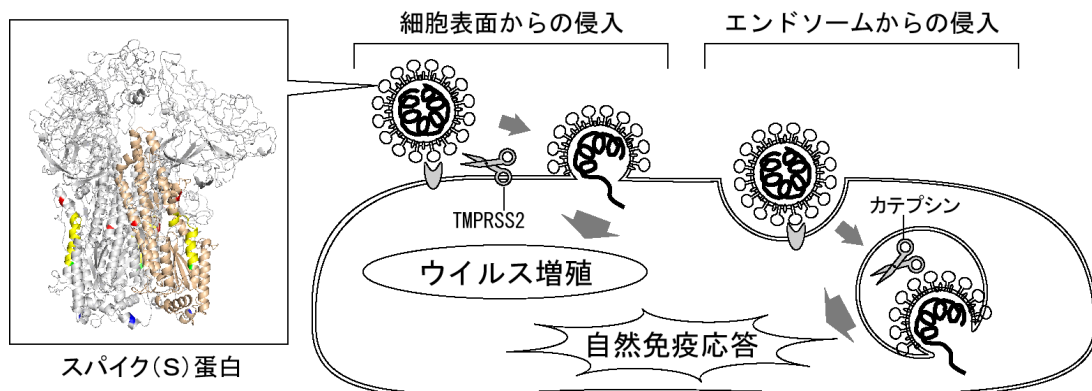 細胞表面からの侵入
エンドソームからの侵入
TMPRSS2
カテプシン
ウイルス増殖
自然免疫応答
スパイク(S)蛋白